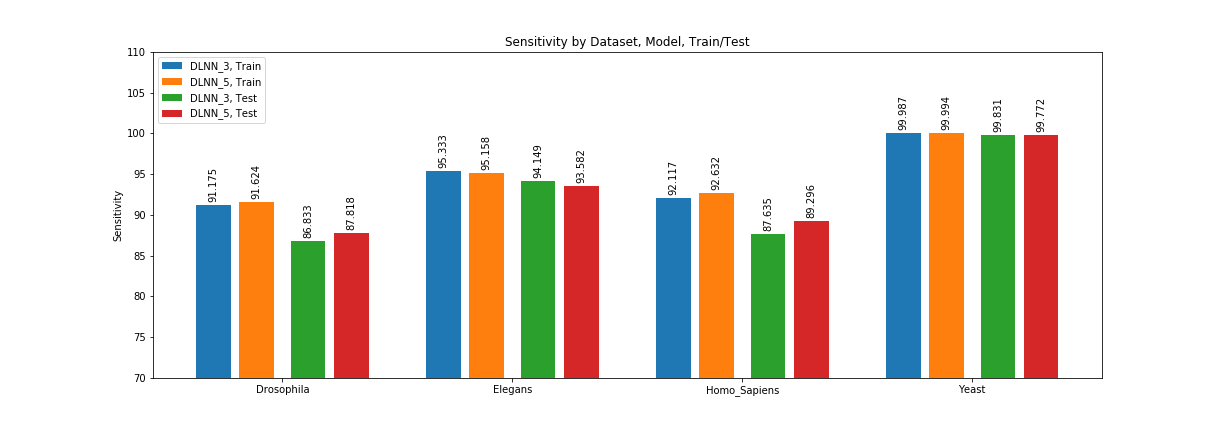 Sensitivity by Dataset, Model, Train/Test
DLNN_3, Train
DLNN_5, Train
DLNN_3, Test
DLNN_5, Test
Sensitivity
110
105
100
95
90
85
80
75
70
91.175
91.624
86.833
87.818
95.333
95.158
94.149
93.582
92.117
92.632
87.635
89.296
99.987
99.994
99.831
99.772
Drosophila
Elegans
Homo_Sapiens
Yeast